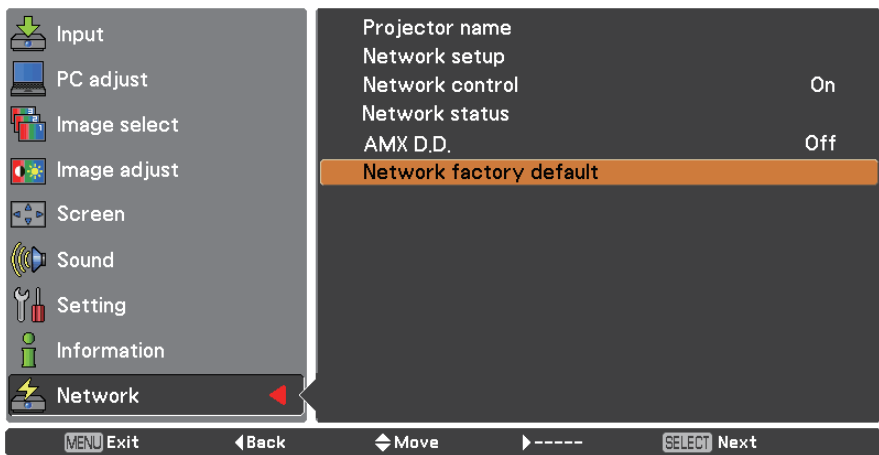 Input
PC adjust
Image select
Image adjust
Screen
Sound
Setting
Information
Network
Projector name
Network setup
Network control On
Network status
AMX D.D. Off
Network factory default
MENU Exit Back Move ----- SELECT Next